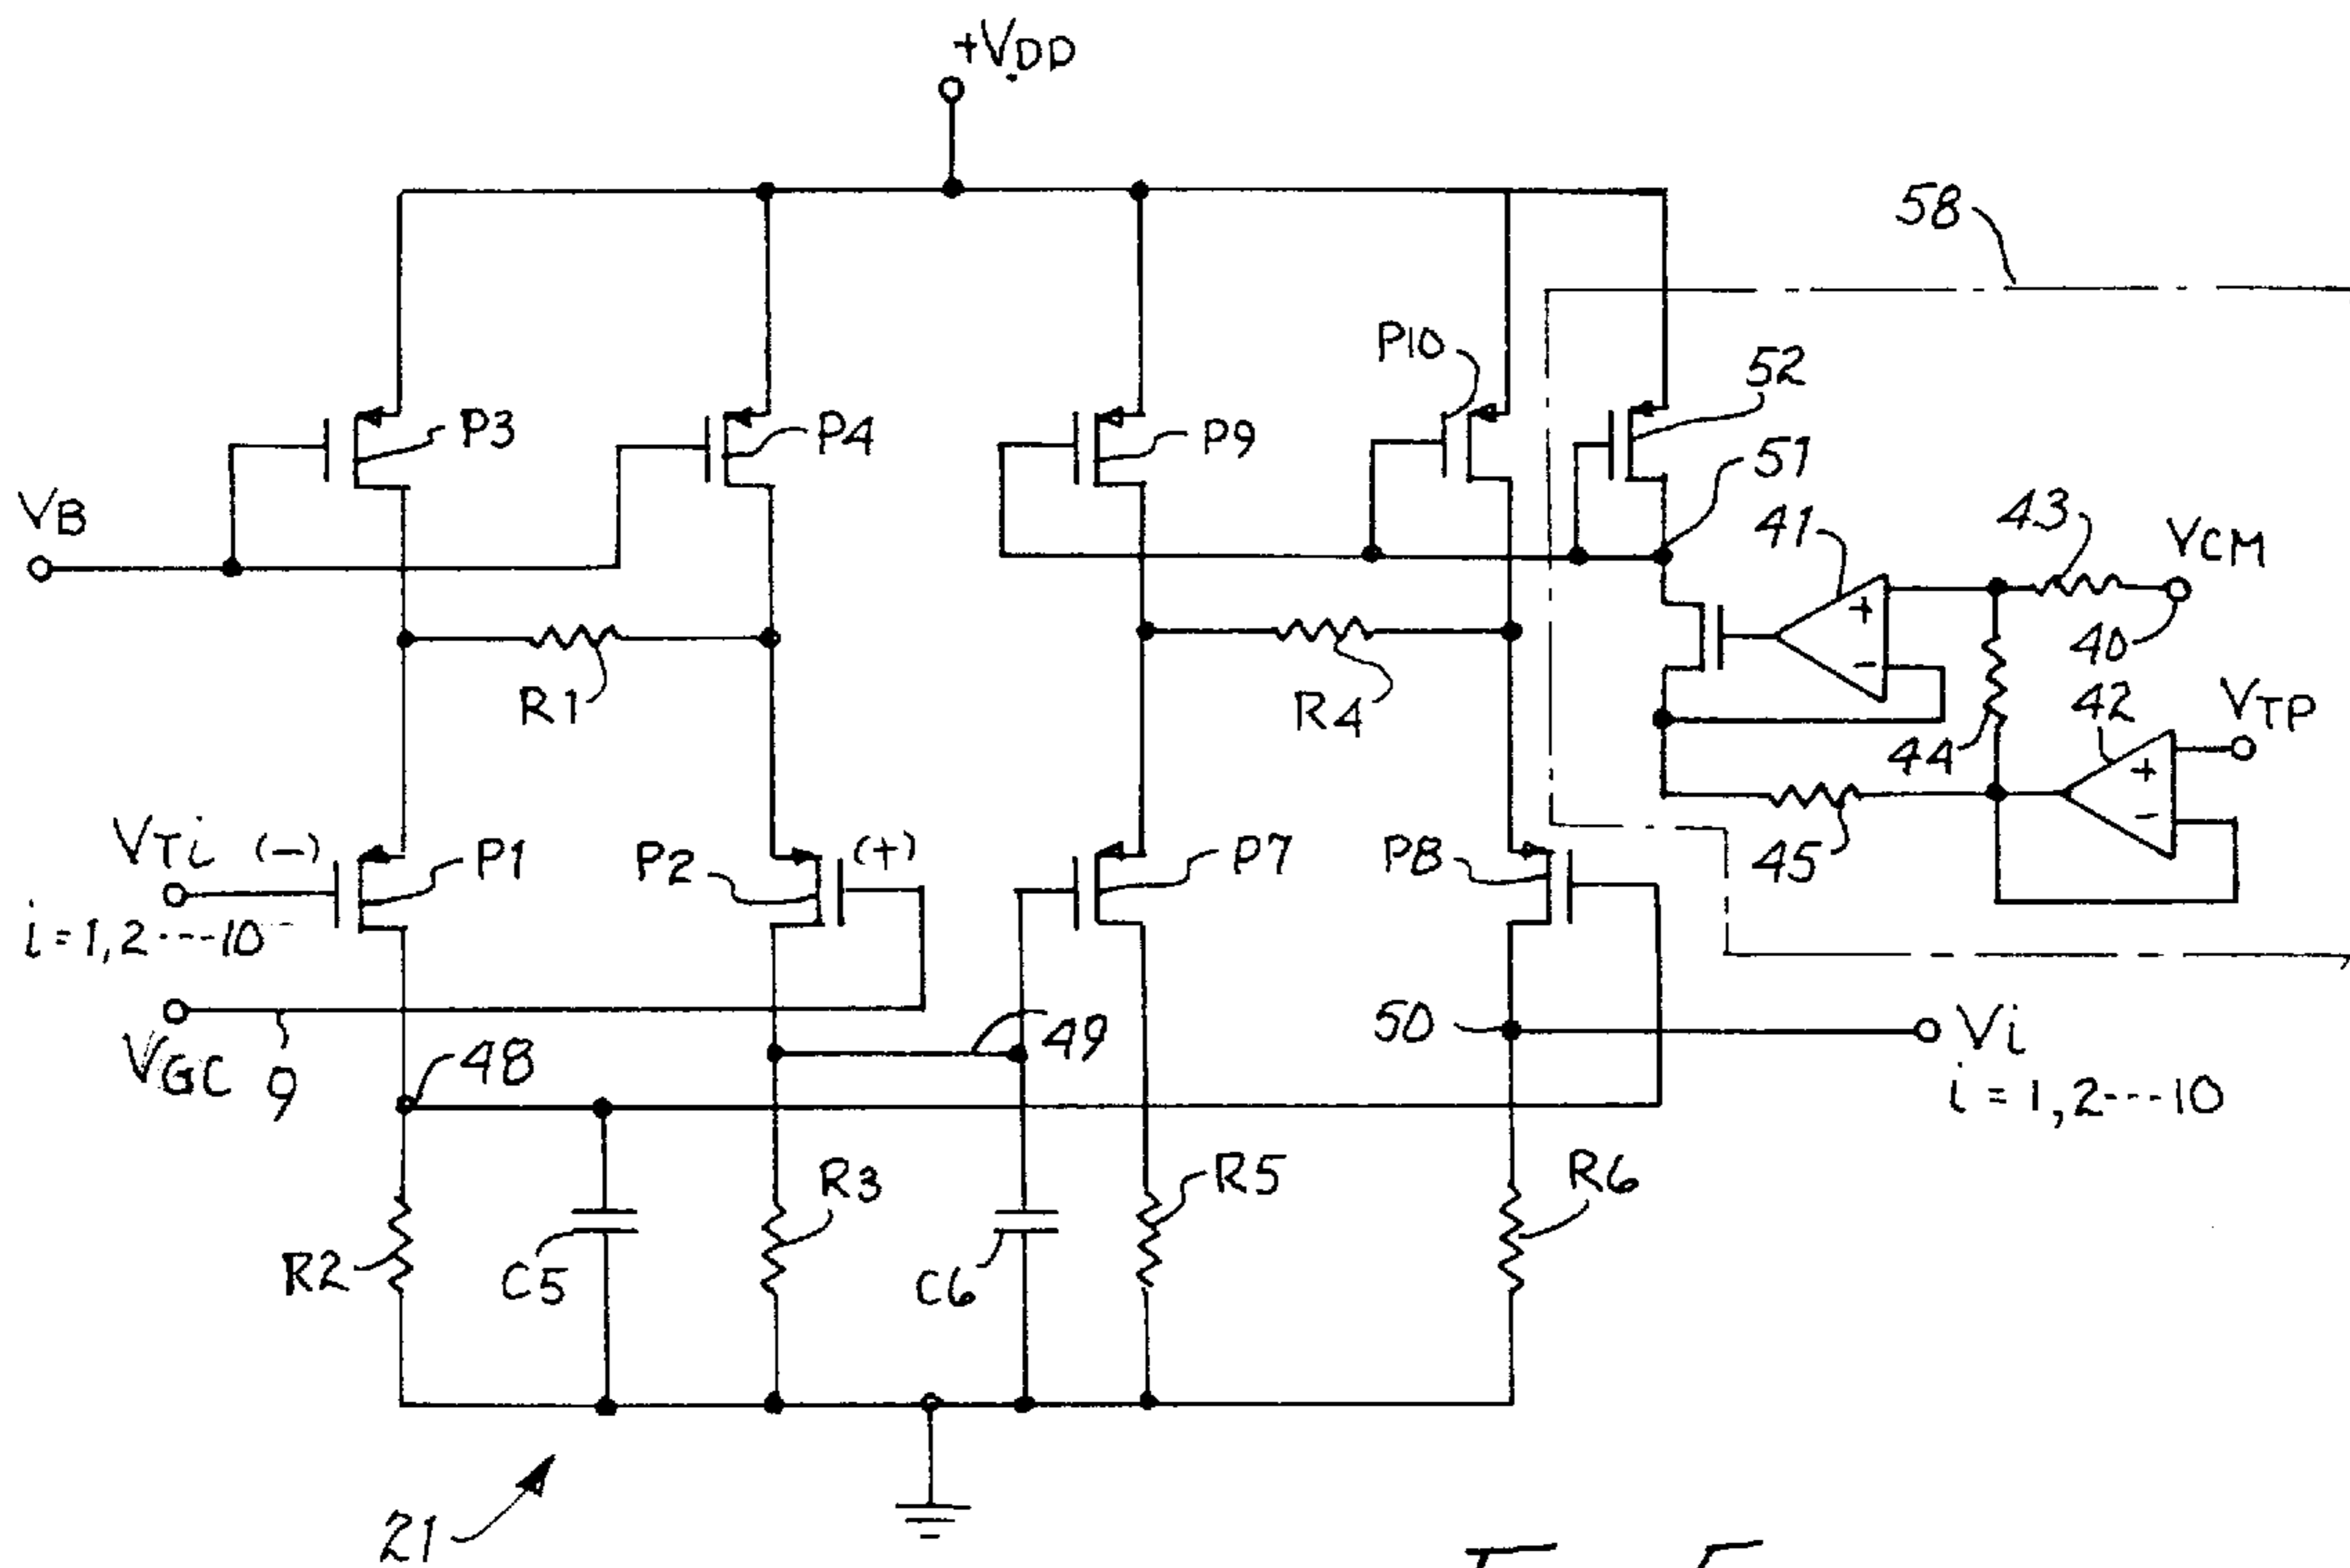 +VDD
58
P10
52
P3
P4
P9
51
VB
41
43
VCM
+
−
40
R1
R4
42
VTP
44
+
−
VTi (−)
P1
P2
(+)
P7
P8
45
i=1,2---10
VGC 9
48
49
50
Vi
i=1,2---10
R2
C5
R3
C6
R5
R6
21